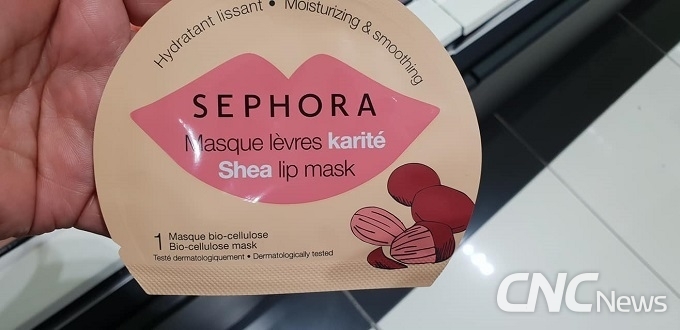 Hydratant lissant • Moisturizing & smoothing
SEPHORA
Masque lèvres karité
Shea lip mask
1 Masque bio-cellulose
Bio-cellulose mask
Testé dermatologiquement • Dermatologically tested
CNCNews